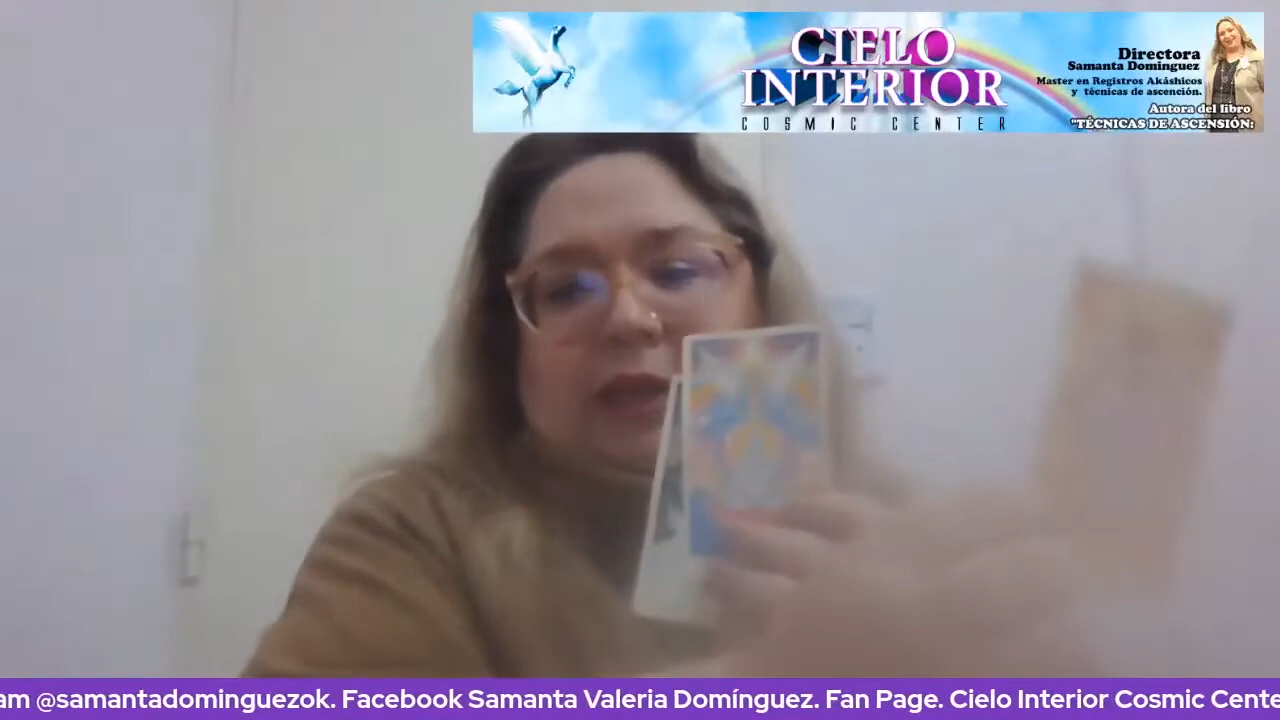 CIELO
INTERIOR
COSMIC CENTER
Directora
Samanta Dominguez
Master en Registros Akáshicos
y técnicas de ascención.
Autora del libro
"TÉCNICAS DE ASCENSIÓN:
am @samantadominguezok. Facebook Samanta Valeria Domínguez. Fan Page. Cielo Interior Cosmic Cente